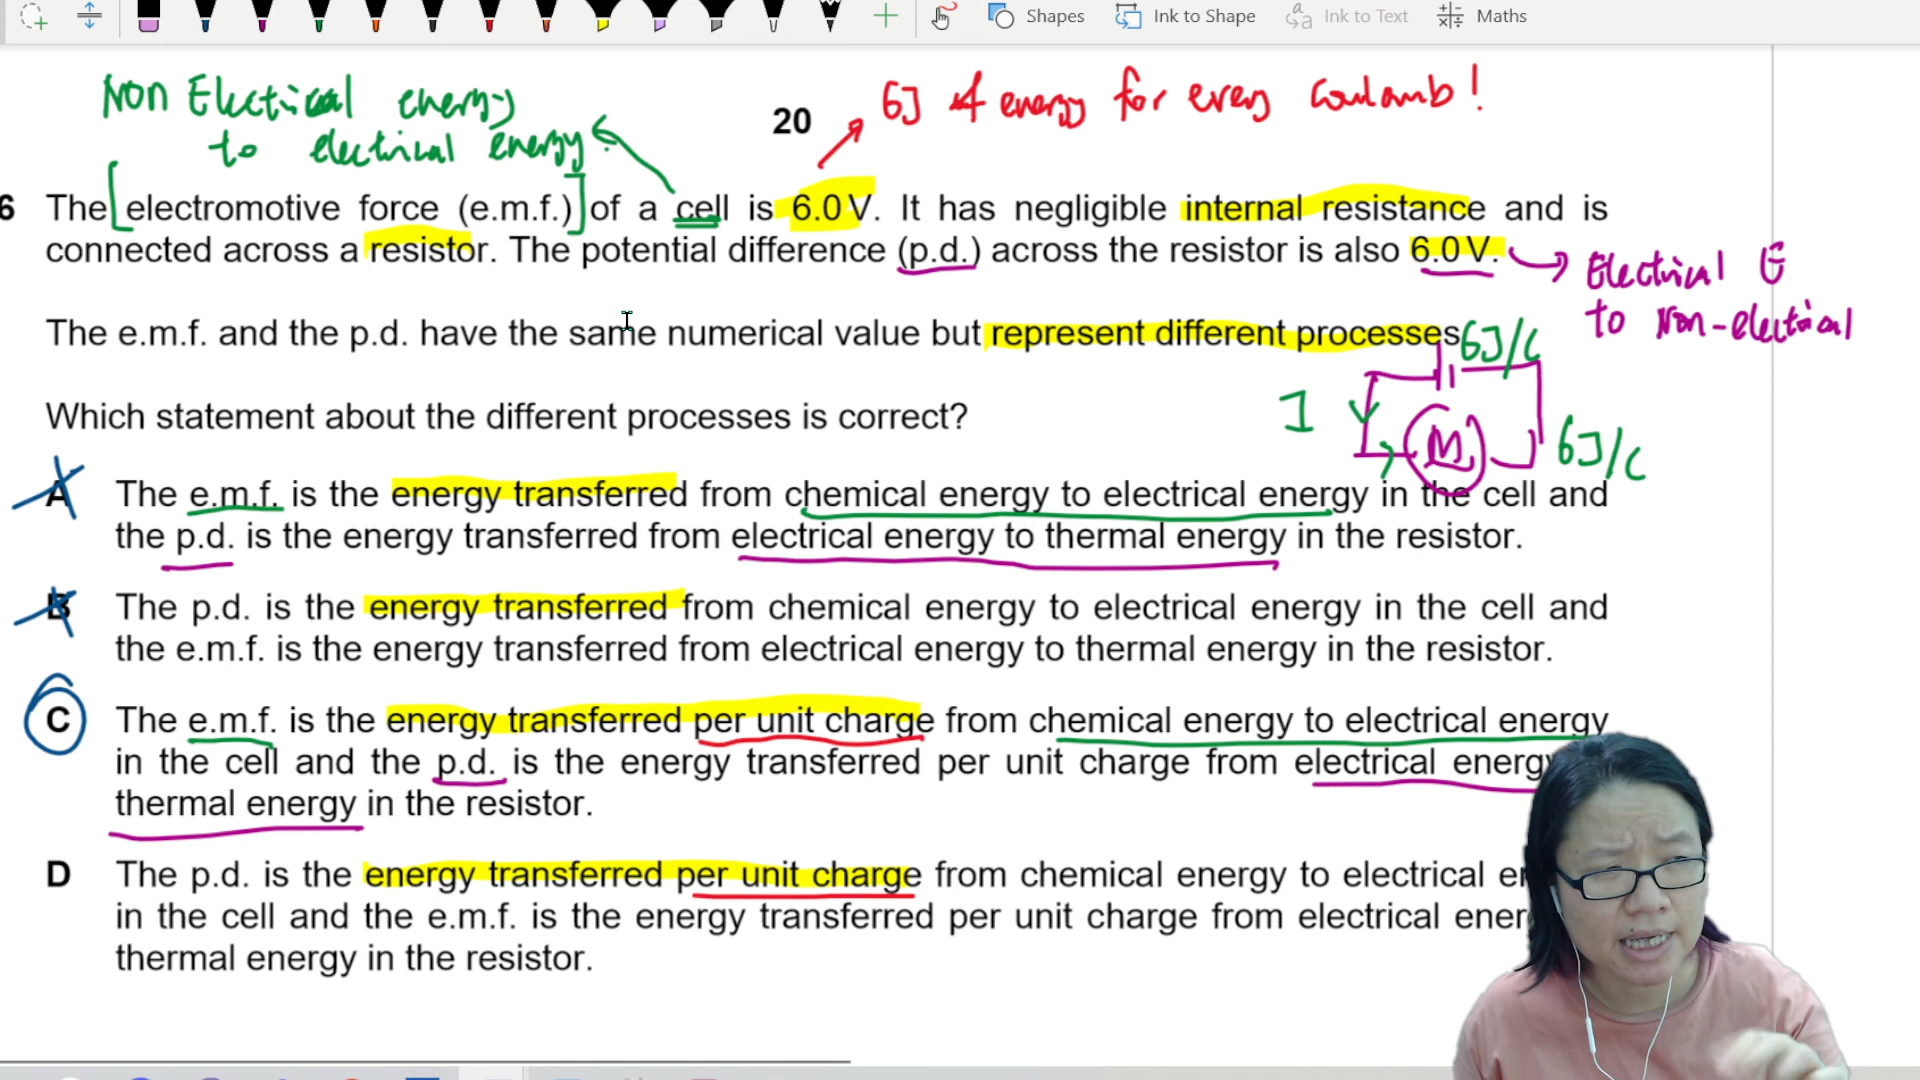 Shapes
Ink to Shape
Ink to Text
Maths
Non Electrical energy
to electrical energy
20
6J of energy for every Coulomb!
6 The electromotive force (e.m.f.) of a cell is 6.0 V. It has negligible internal resistance and is
connected across a resistor. The potential difference (p.d.) across the resistor is also 6.0 V.
Electrical E
to Non-electrical
The e.m.f. and the p.d. have the same numerical value but represent different processes
6J/C
Which statement about the different processes is correct?
I
M
6J/C
A The e.m.f. is the energy transferred from chemical energy to electrical energy in the cell and
the p.d. is the energy transferred from electrical energy to thermal energy in the resistor.
B The p.d. is the energy transferred from chemical energy to electrical energy in the cell and
the e.m.f. is the energy transferred from electrical energy to thermal energy in the resistor.
C The e.m.f. is the energy transferred per unit charge from chemical energy to electrical energy
in the cell and the p.d. is the energy transferred per unit charge from electrical energy
thermal energy in the resistor.
D The p.d. is the energy transferred per unit charge from chemical energy to electrical
in the cell and the e.m.f. is the energy transferred per unit charge from electrical
thermal energy in the resistor.